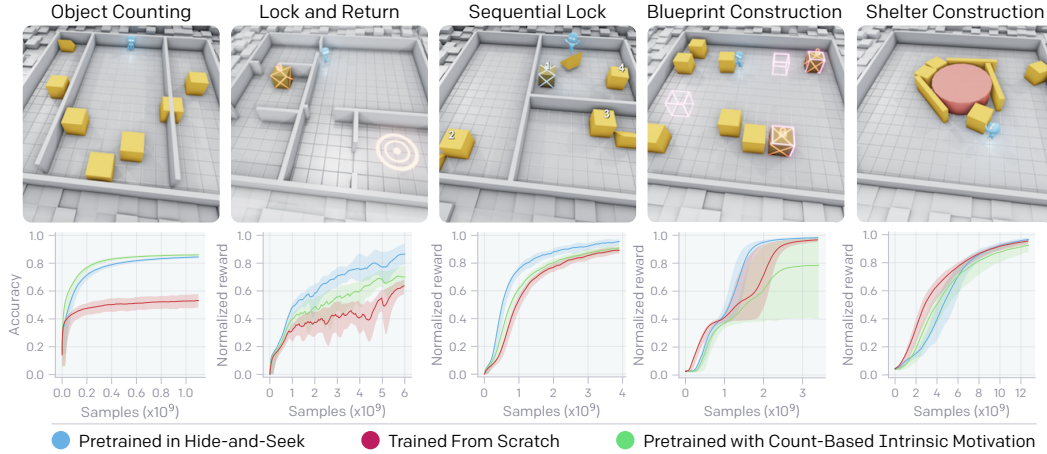 Object Counting
Lock and Return
Sequential Lock
Blueprint Construction
Shelter Construction
1
4
2
3
Accuracy
1.0
0.8
0.6
0.4
0.2
0.0
0.0 0.2 0.4 0.6 0.8 1.0
Samples (x10⁹)
Normalized reward
1.0
0.8
0.6
0.4
0.2
0.0
0 1 2 3 4 5 6
Samples (x10⁹)
Normalized reward
1.0
0.8
0.6
0.4
0.2
0.0
0 1 2 3 4
Samples (x10⁹)
Normalized reward
1.0
0.8
0.6
0.4
0.2
0.0
0 1 2 3
Samples (x10⁹)
Normalized reward
1.0
0.8
0.6
0.4
0.2
0.0
0 2 4 6 8 10 12
Samples (x10⁹)
Pretrained in Hide-and-Seek
Trained From Scratch
Pretrained with Count-Based Intrinsic Motivation